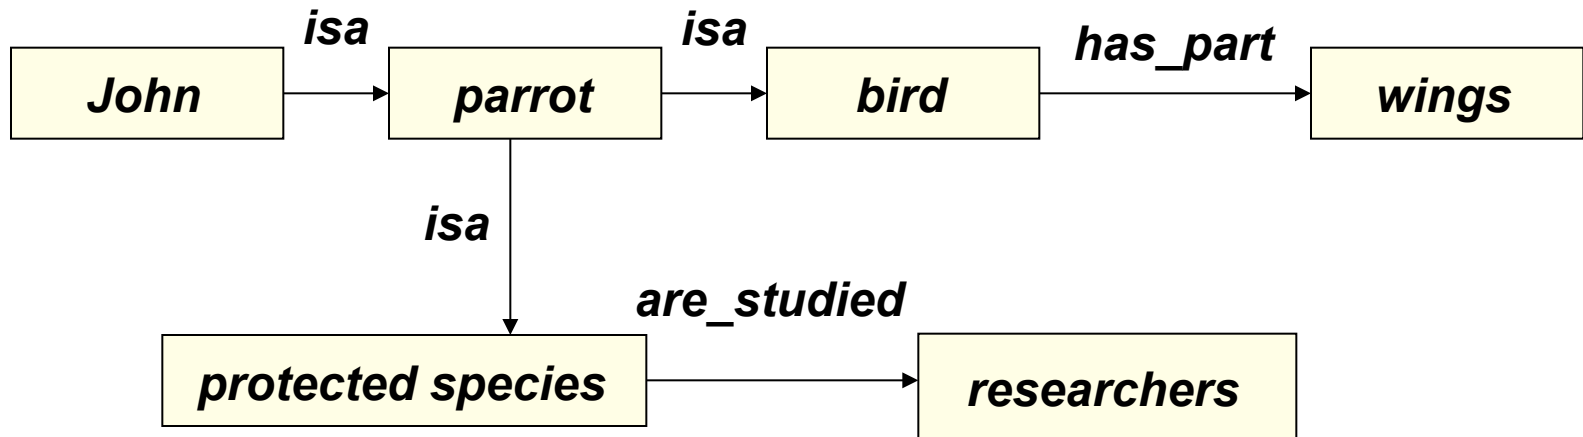 isa
isa
has_part
John
parrot
bird
wings
isa
are_studied
protected species
researchers